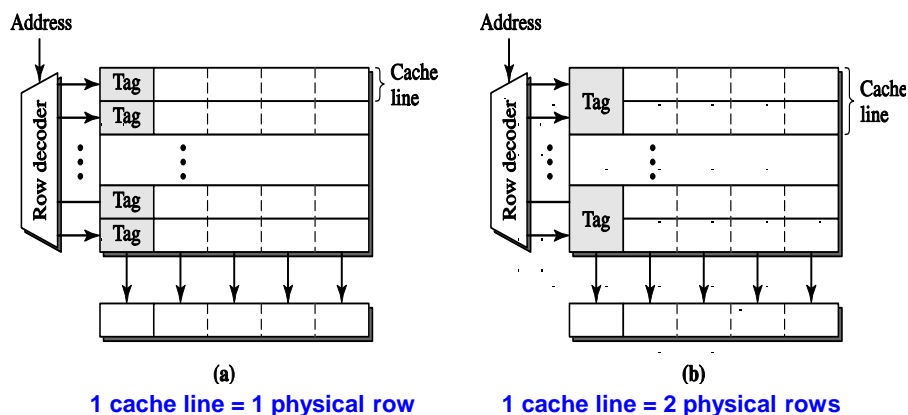 Address
Row decoder
Tag
Tag
Tag
Tag
Cache
line
(a)
1 cache line = 1 physical row
Address
Row decoder
Tag
Tag
Cache
line
(b)
1 cache line = 2 physical rows